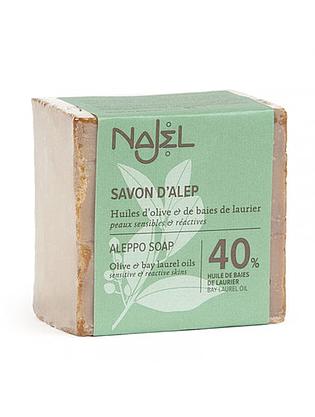 NAJEL
SAVON D'ALEP
Huiles d'olive & de baies de laurier
peaux sensibles & réactives
ALEPPO SOAP
Olive & bay laurel oils
sensitive & reactive skins
40%
HUILE DE BAIES
DE LAURIER
BAY LAUREL OIL